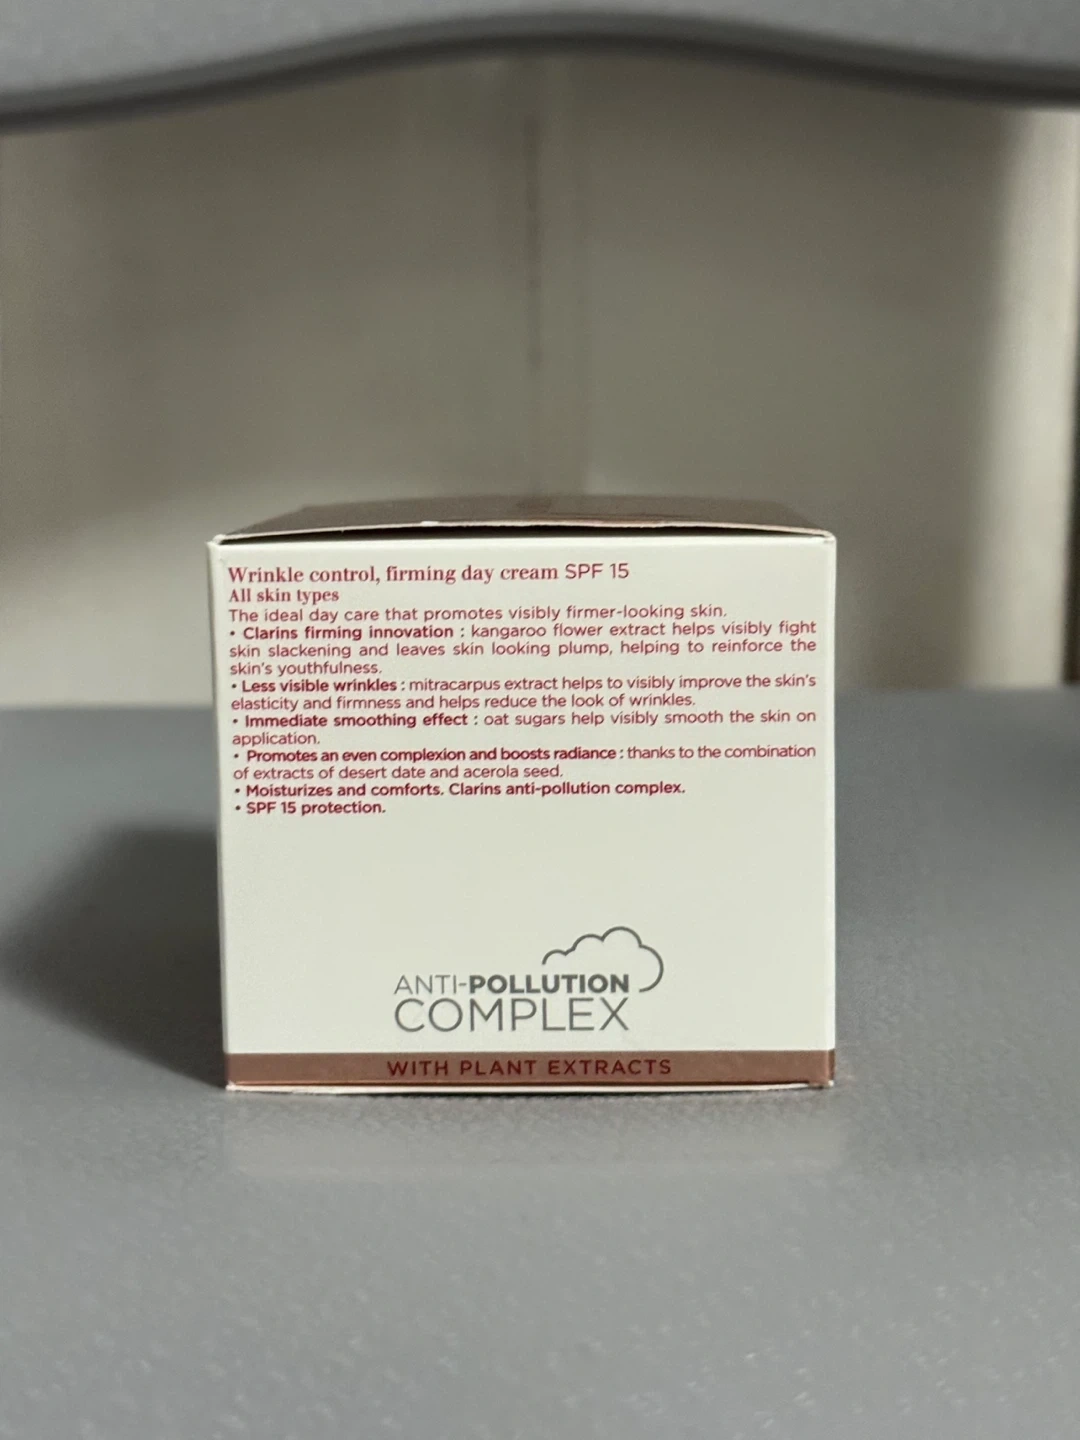 Wrinkle control, firming day cream SPF 15
All skin types
The ideal day care that promotes visibly firmer-looking skin.
• Clarins firming innovation : kangaroo flower extract helps visibly fight
skin slackening and leaves skin looking plump, helping to reinforce the
skin's youthfulness.
• Less visible wrinkles : mitracarpus extract helps to visibly improve the skin's
elasticity and firmness and helps reduce the look of wrinkles.
• Immediate smoothing effect : oat sugars help visibly smooth the skin on
application.
• Promotes an even complexion and boosts radiance : thanks to the combination
of extracts of desert date and acerola seed.
• Moisturizes and comforts. Clarins anti-pollution complex.
• SPF 15 protection.
ANTI-POLLUTION
COMPLEX
WITH PLANT EXTRACTS